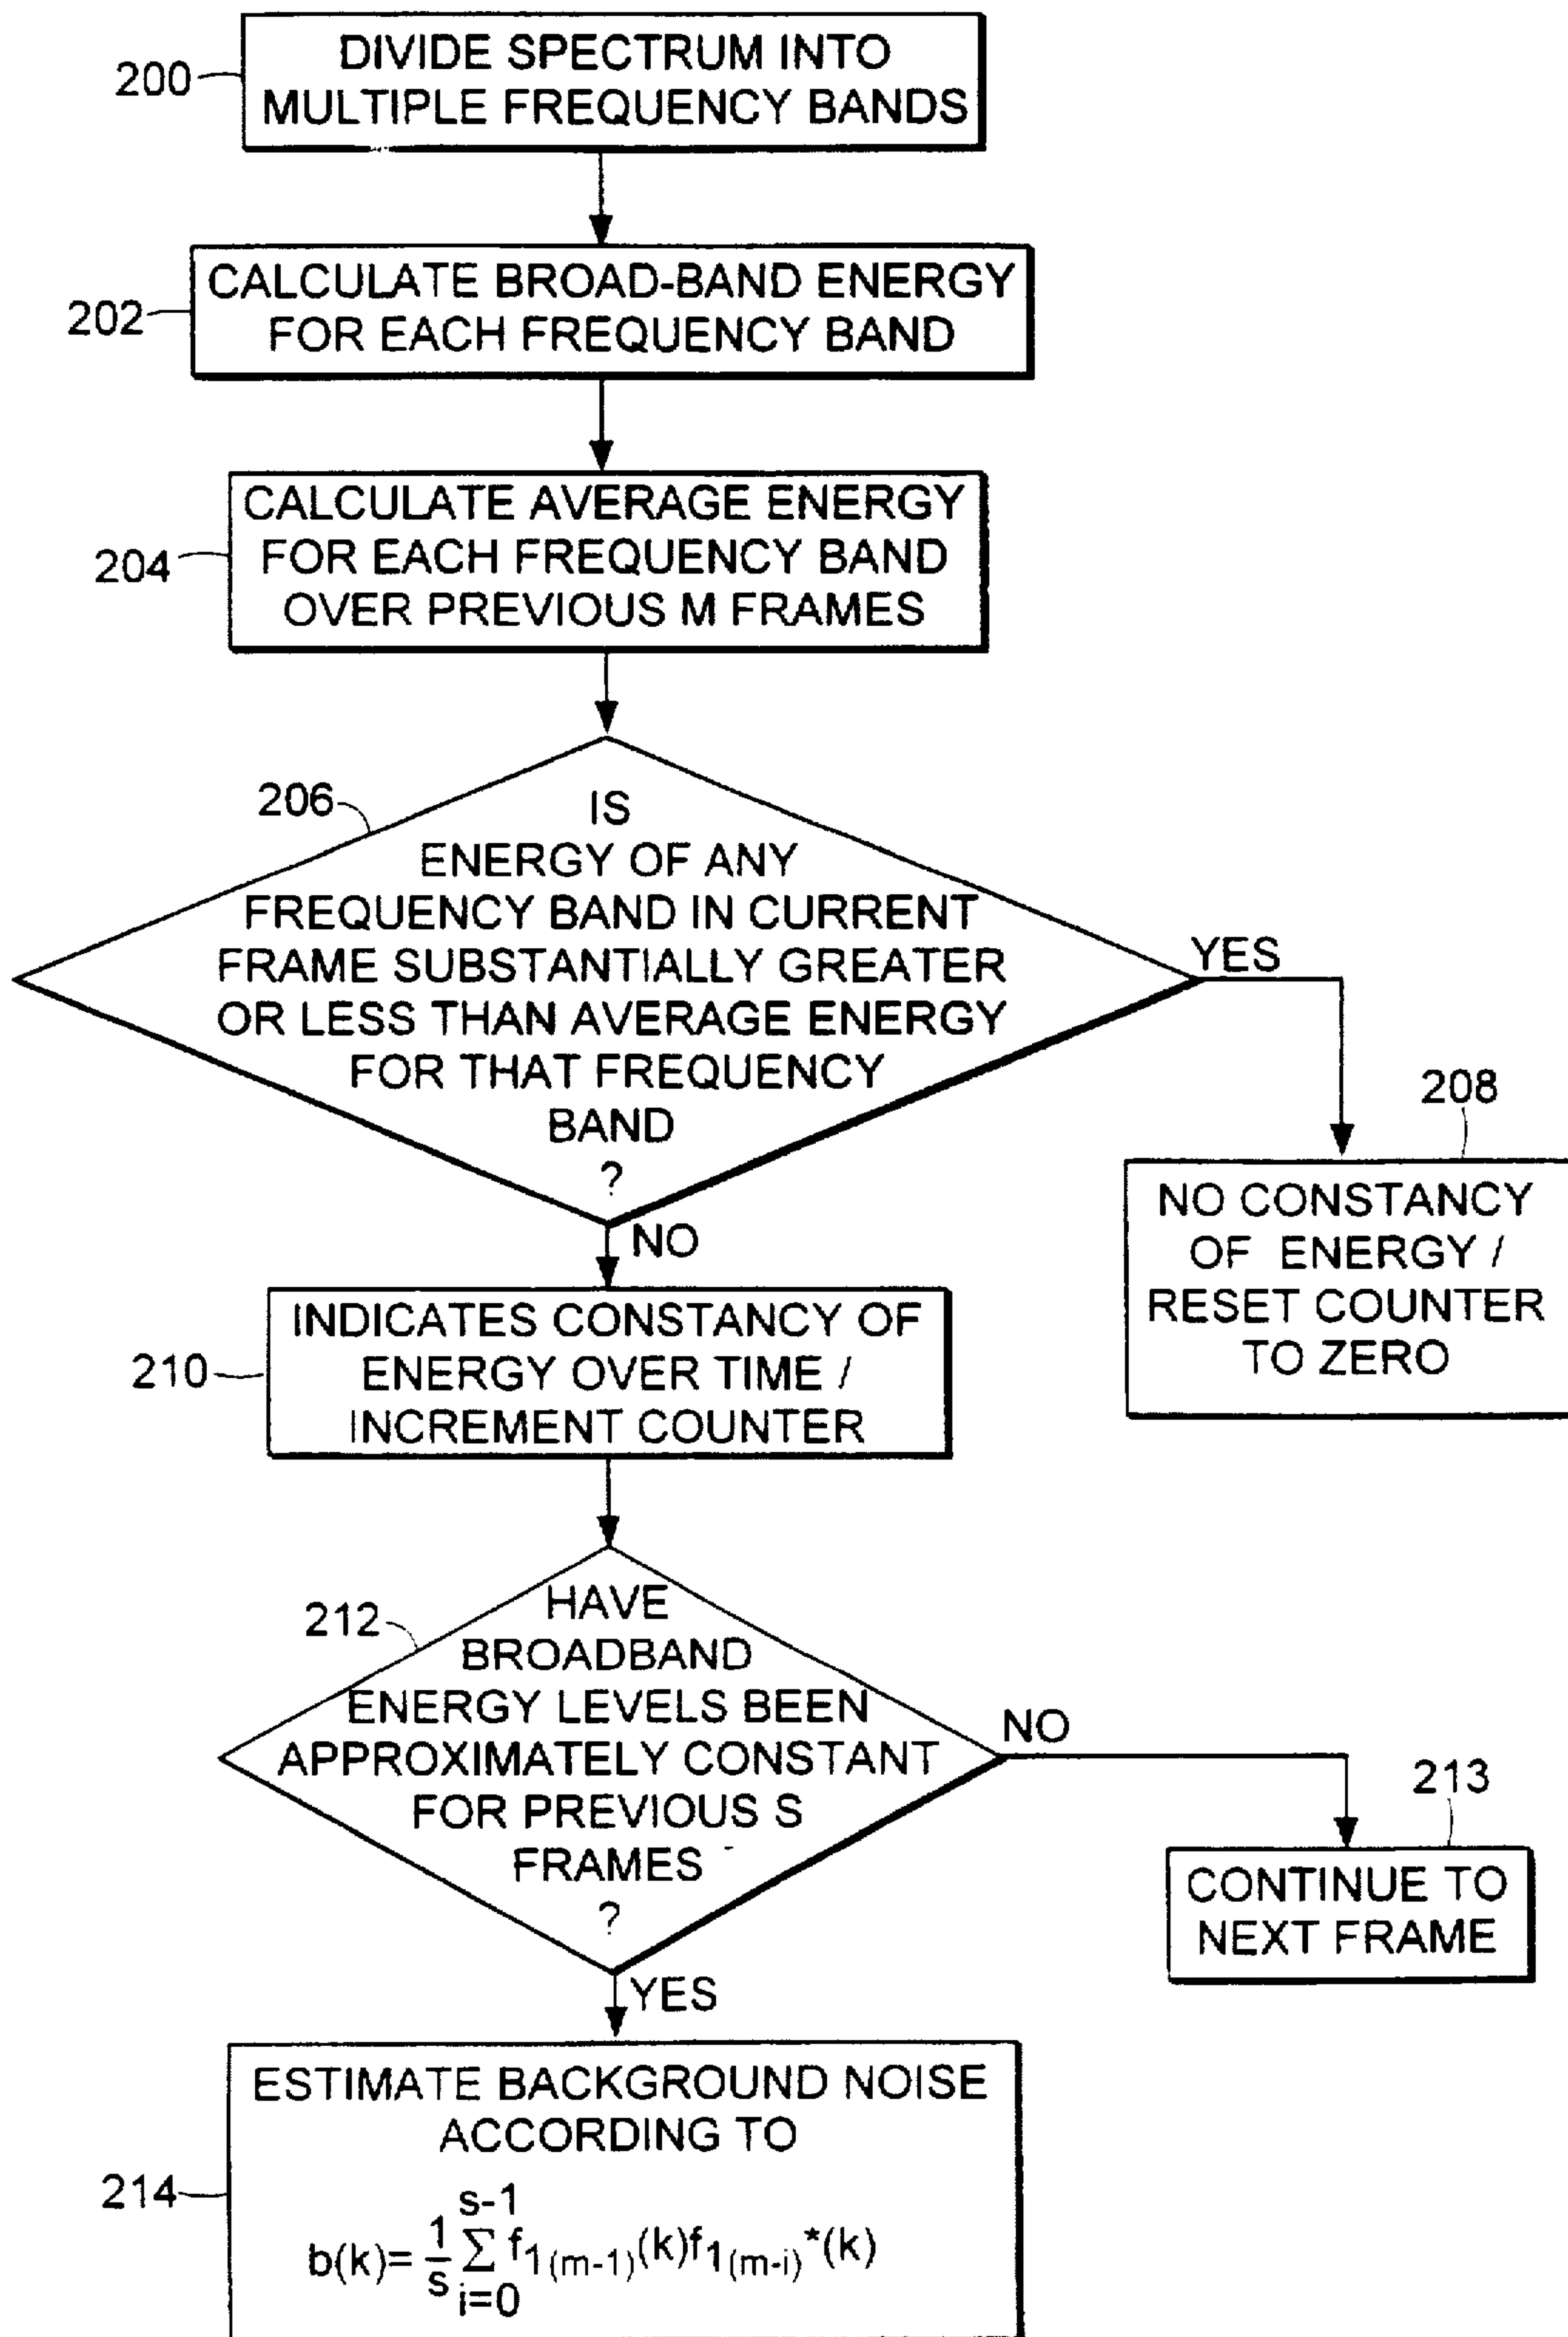 200
DIVIDE SPECTRUM INTO
MULTIPLE FREQUENCY BANDS
202
CALCULATE BROAD-BAND ENERGY
FOR EACH FREQUENCY BAND
204
CALCULATE AVERAGE ENERGY
FOR EACH FREQUENCY BAND
OVER PREVIOUS M FRAMES
206
IS
ENERGY OF ANY
FREQUENCY BAND IN CURRENT
FRAME SUBSTANTIALLY GREATER
OR LESS THAN AVERAGE ENERGY
FOR THAT FREQUENCY
BAND
?
YES
208
NO CONSTANCY
OF ENERGY /
RESET COUNTER
TO ZERO
NO
210
INDICATES CONSTANCY OF
ENERGY OVER TIME /
INCREMENT COUNTER
212
HAVE
BROADBAND
ENERGY LEVELS BEEN
APPROXIMATELY CONSTANT
FOR PREVIOUS S
FRAMES
?
NO
213
CONTINUE TO
NEXT FRAME
YES
214
ESTIMATE BACKGROUND NOISE
ACCORDING TO
b(k)= 1/s Σ_{i=0}^{s-1} f_{1(m-1)}(k)f_{1(m-i)}*(k)